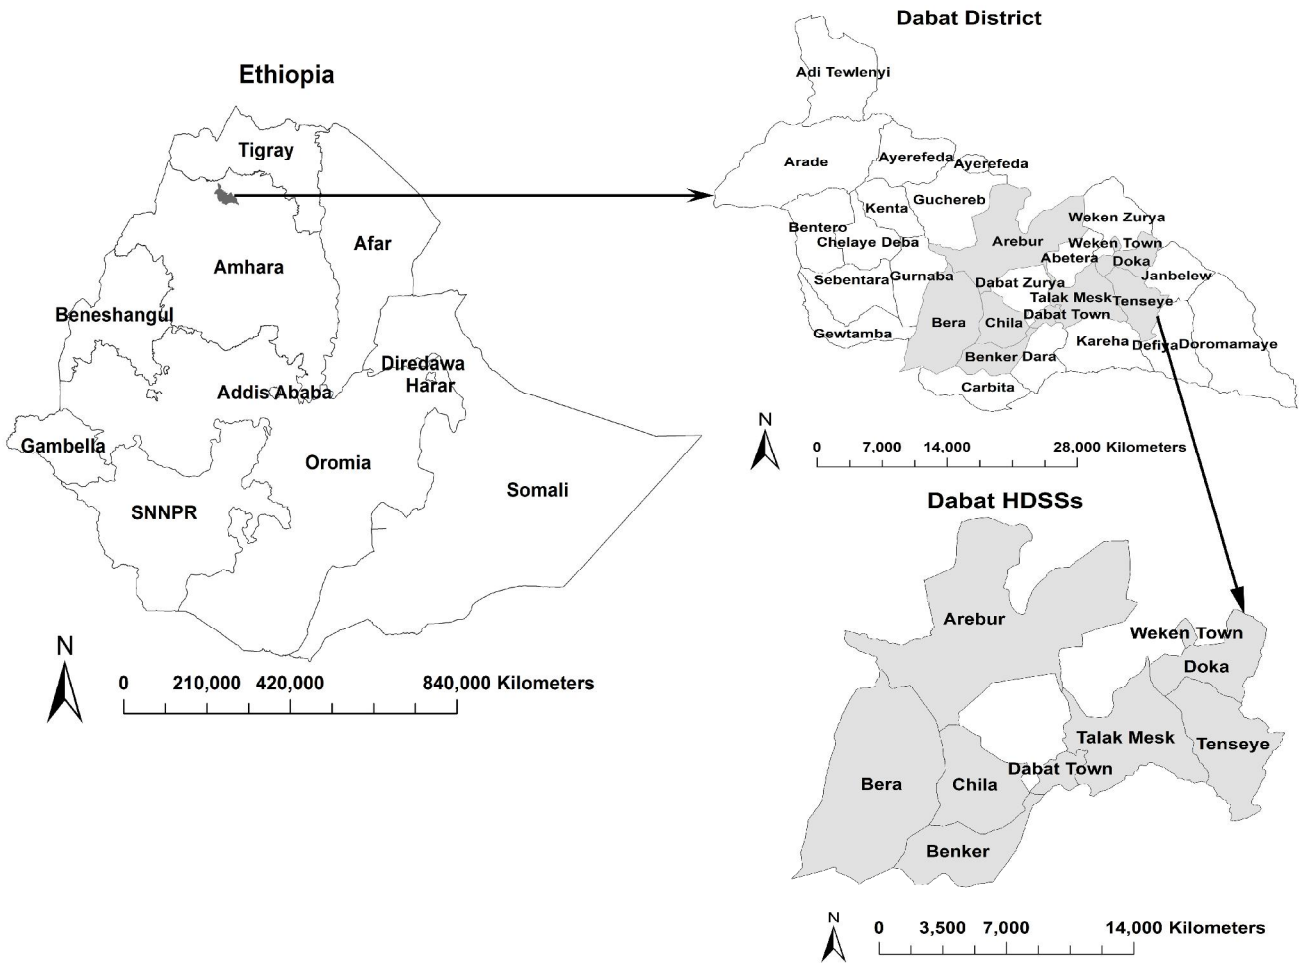 Ethiopia
Tigray
Afar
Amhara
Beneshangul
Diredawa
Harar
Addis Ababa
Gambella
Oromia
Somali
SNNPR
N
0 210,000 420,000 840,000 Kilometers
Dabat District
Adi Tewlenyi
Arade
Ayerefeda
Ayerefeda
Kenta
Guchereb
Weken Zurya
Bentero
Chelaye Deba
Arebur
Weken Town
Abetera
Doka
Sebentara
Gurnaba
Dabat Zurya
Janbelew
Talak Mesk
Tenseye
Dabat Town
Bera
Chila
Gewtamba
Kareha
Defiya
Doromamaye
Benker
Dara
Carbita
N
0 7,000 14,000 28,000 Kilometers
Dabat HDSSs
Arebur
Weken Town
Doka
Talak Mesk
Tenseye
Dabat Town
Bera
Chila
Benker
N
0 3,500 7,000 14,000 Kilometers